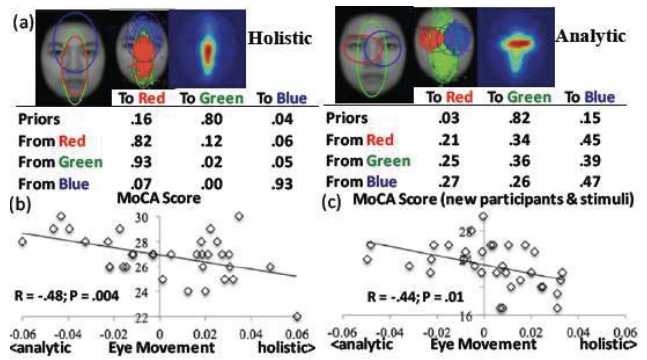 (a)
Holistic
To Red To Green To Blue
Priors .16 .80 .04
From Red .82 .12 .06
From Green .93 .02 .05
From Blue .07 .00 .93
Analytic
To Red To Green To Blue
Priors .03 .82 .15
From Red .21 .34 .45
From Green .25 .36 .39
From Blue .27 .26 .47
(b) MoCA Score
30
28
26
24
22
R = -.48; P = .004
-0.06 -0.04 -0.02 0 0.02 0.04 0.06
<analytic Eye Movement holistic>
(c) MoCA Score (new participants & stimuli)
28
16
R = -.44; P = .01
-0.06 -0.04 -0.02 0 0.02 0.04 0.06
<analytic Eye Movement holistic>